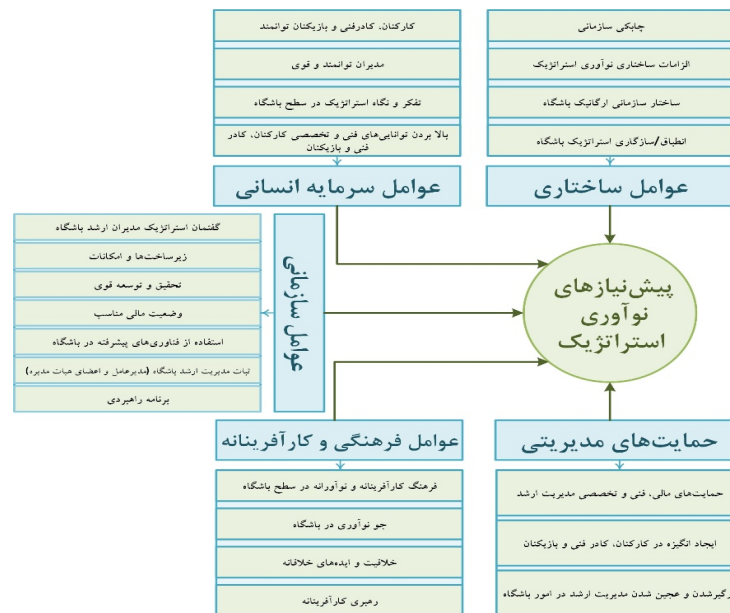 چابکی سازمانی
الزامات ساختاری نوآوری استراتژیک
ساختار سازمانی ارگانیک باشگاه
انطباق/سازگاری استراتژیک باشگاه
عوامل ساختاری
کارکنان، کادرفنی و بازیکنان توانمند
مدیران توانمند و قوی
تفکر و نگاه استراتژیک در سطح باشگاه
بالا بردن توانایی‌های فنی و تخصصی کارکنان، کادر
فنی و بازیکنان
عوامل سرمایه انسانی
پیش‌نیازهای
نوآوری
استراتژیک
عوامل سازمانی
گفتمان استراتژیک مدیران ارشد باشگاه
زیرساخت‌ها و امکانات
تحقیق و توسعه قوی
وضعیت مالی مناسب
استفاده از فناوری‌های پیشرفته در باشگاه
ثبات مدیریت ارشد باشگاه (مدیرعامل و اعضای هیات مدیره)
برنامه راهبردی
حمایت‌های مدیریتی
حمایت‌های مالی، فنی و تخصصی مدیریت ارشد
ایجاد انگیزه در کارکنان، کادر فنی و بازیکنان
رگیرشدن و عجین شدن مدیریت ارشد در امور باشگاه
عوامل فرهنگی و کارآفرینانه
فرهنگ کارآفرینانه و نوآورانه در سطح باشگاه
جو نوآوری در باشگاه
خلاقیت و ایده‌های خلاقانه
رهبری کارآفرینانه